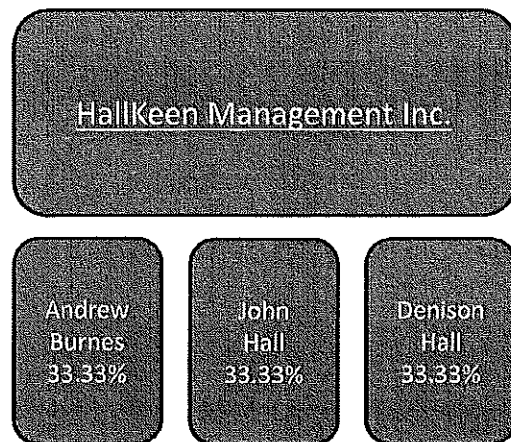 HallKeen Management Inc.
Andrew
Burnes
33.33%
John
Hall
33.33%
Denison
Hall
33.33%